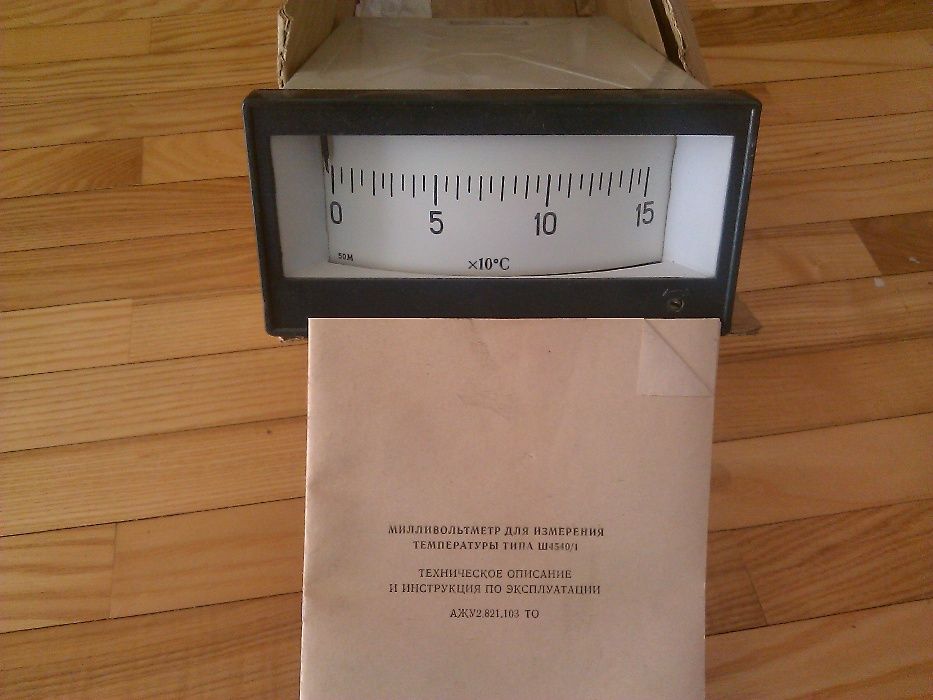 0 5 10 15
50М
×10°C
МИЛЛИВОЛЬТМЕТР ДЛЯ ИЗМЕРЕНИЯ
ТЕМПЕРАТУРЫ ТИПА Ш4540/1
ТЕХНИЧЕСКОЕ ОПИСАНИЕ
И ИНСТРУКЦИЯ ПО ЭКСПЛУАТАЦИИ
АЖУ2.821.103 ТО